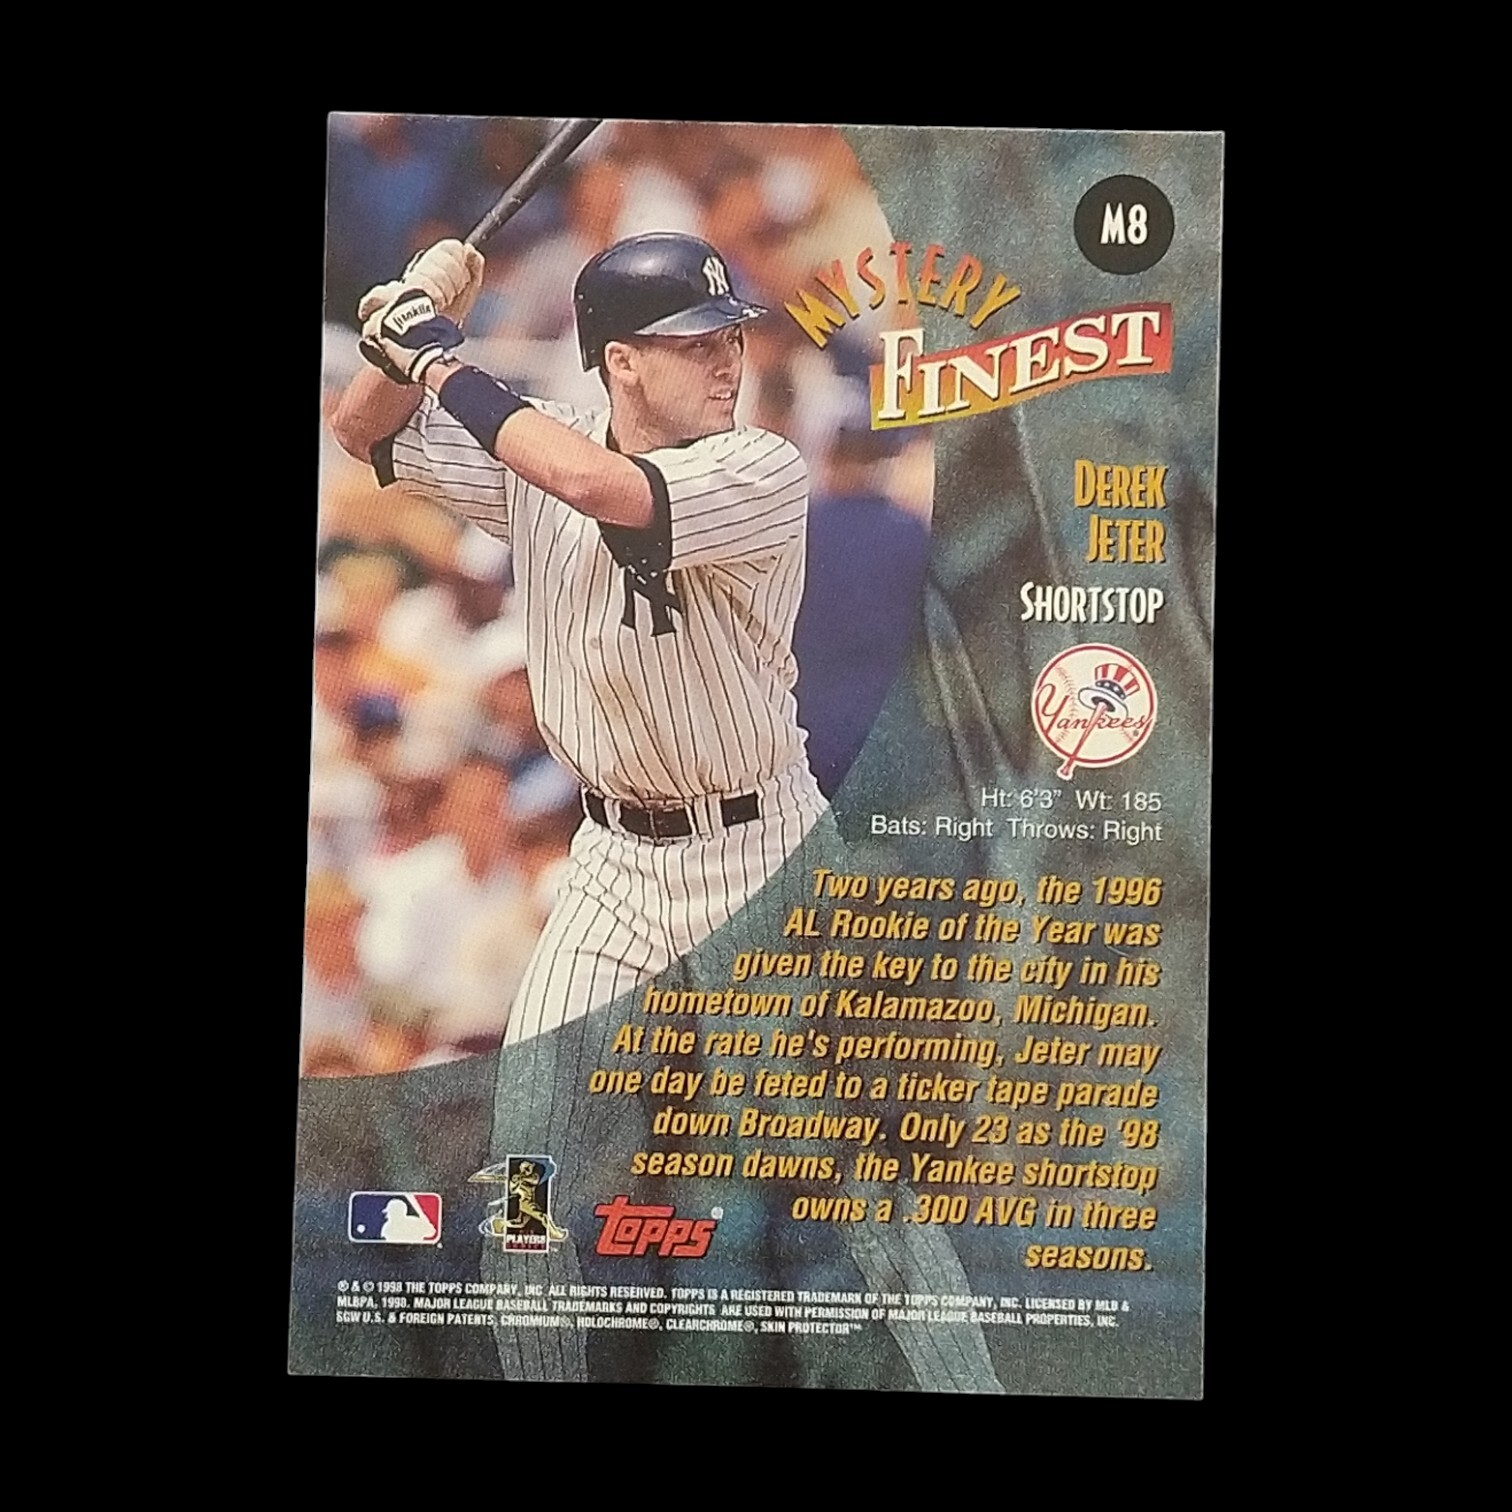 M8
MYSTERY
FINEST
DEREK
JETER
SHORTSTOP
Yankees
Ht: 6'3" Wt: 185
Bats: Right Throws: Right
Two years ago, the 1996
AL Rookie of the Year was
given the key to the city in his
hometown of Kalamazoo, Michigan.
At the rate he's performing, Jeter may
one day be feted to a ticker tape parade
down Broadway. Only 23 as the '98
season dawns, the Yankee shortstop
owns a .300 AVG in three
seasons.
Franklin
NY
NY
PLAYERS
CHOICE
TOPPS®
® & © 1998 THE TOPPS COMPANY, INC. ALL RIGHTS RESERVED. TOPPS IS A REGISTERED TRADEMARK OF THE TOPPS COMPANY, INC. LICENSED BY MLB &
MLBPA, 1998. MAJOR LEAGUE BASEBALL TRADEMARKS AND COPYRIGHTS ARE USED WITH PERMISSION OF MAJOR LEAGUE BASEBALL PROPERTIES, INC.
SGW U.S. & FOREIGN PATENTS, CHROMIUM®, HOLOCHROME®, CLEARCHROME®, SKIN PROTECTOR™